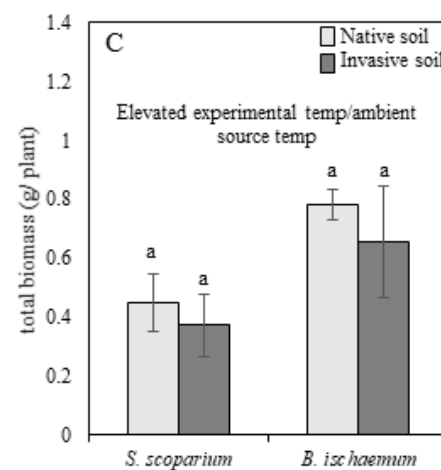 C
Native soil
Invasive soil
Elevated experimental temp/ambient
source temp
total biomass (g/ plant)
1.4
1.2
1
0.8
0.6
0.4
0.2
0
a
a
a
a
S. scoparium
B. ischaemum